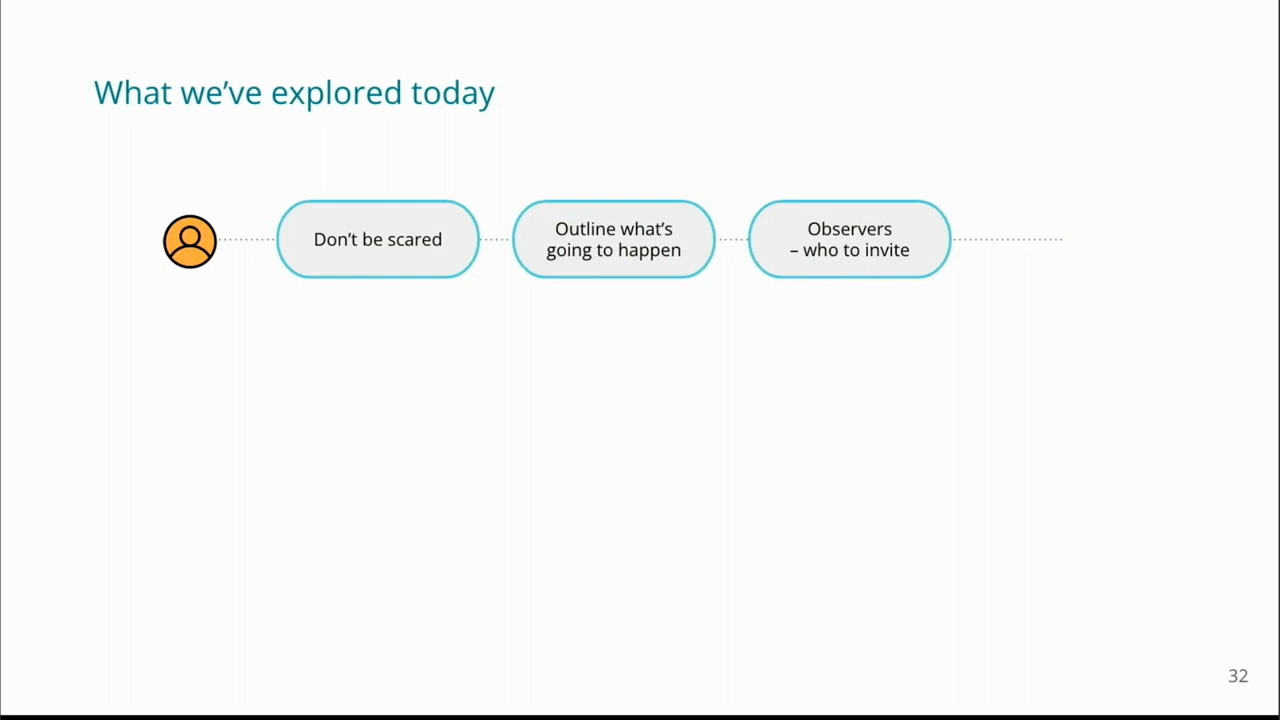 What we’ve explored today
Don’t be scared
Outline what’s
going to happen
Observers
– who to invite
32